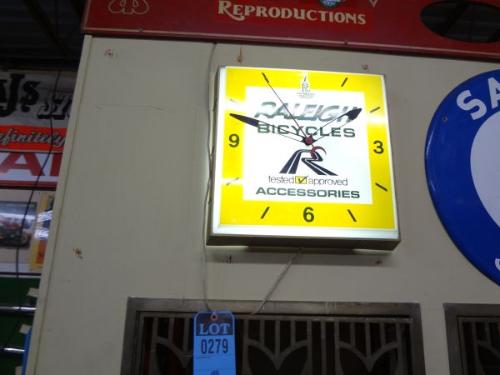 REPRODUCTIONS
RALEIGH
BICYCLES
9
3
tested approved
ACCESSORIES
6
LOT
0279
SA